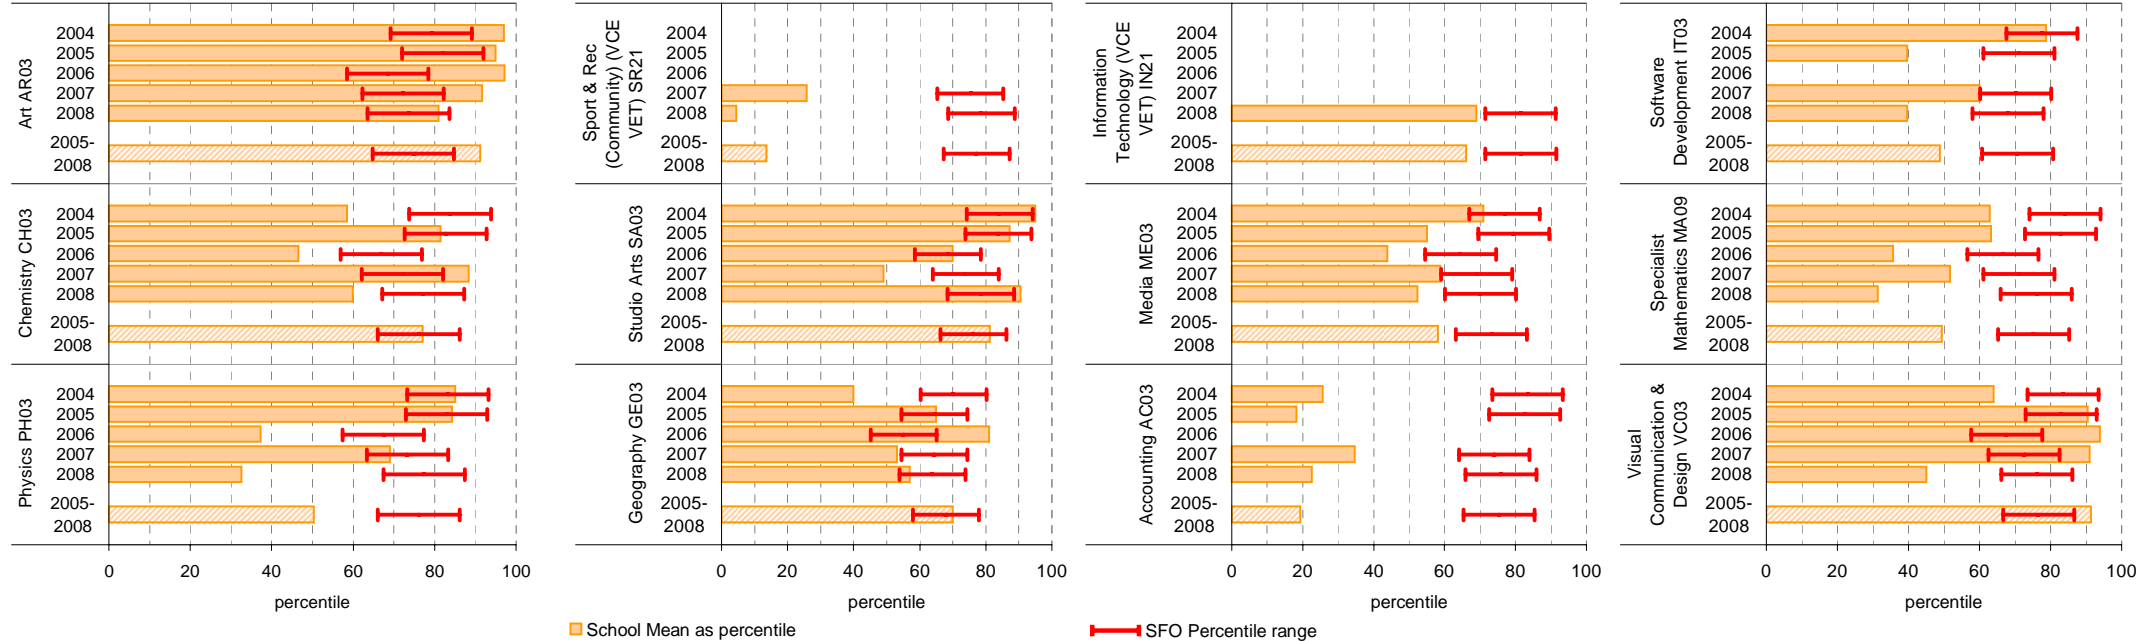 Art AR03
2004
2005
2006
2007
2008
2005-
2008
Chemistry CH03
2004
2005
2006
2007
2008
2005-
2008
Physics PH03
2004
2005
2006
2007
2008
2005-
2008
0 20 40 60 80 100
percentile
Sport & Rec
(Community) (VCE
VET) SR21
2004
2005
2006
2007
2008
2005-
2008
Studio Arts SA03
2004
2005
2006
2007
2008
2005-
2008
Geography GE03
2004
2005
2006
2007
2008
2005-
2008
0 20 40 60 80 100
percentile
Information
Technology (VCE
VET) IN21
2004
2005
2006
2007
2008
2005-
2008
Media ME03
2004
2005
2006
2007
2008
2005-
2008
Accounting AC03
2004
2005
2006
2007
2008
2005-
2008
0 20 40 60 80 100
percentile
Software
Development IT03
2004
2005
2006
2007
2008
2005-
2008
Specialist
Mathematics MA09
2004
2005
2006
2007
2008
2005-
2008
Visual
Communication &
Design VC03
2004
2005
2006
2007
2008
2005-
2008
0 20 40 60 80 100
percentile
School Mean as percentile
SFO Percentile range